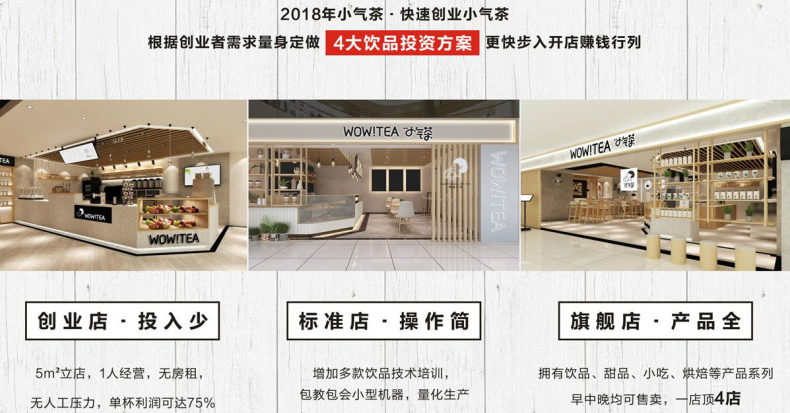 2018年小气茶·快速创业小气茶
根据创业者需求量身定做 4大饮品投资方案 更快步入开店赚钱行列
WOW!TEA
WOW!TEA
WOW!TEA 小气茶
WOW!TEA
WOW!TEA 小气茶
创业店·投入少
标准店·操作简
旗舰店·产品全
5m²立店，1人经营，无房租，
无人工压力，单杯利润可达75%
增加多款饮品技术培训，
包教包会小型机器，量化生产
拥有饮品、甜品、小吃、烘焙等产品系列
早中晚均可售卖，一店顶4店